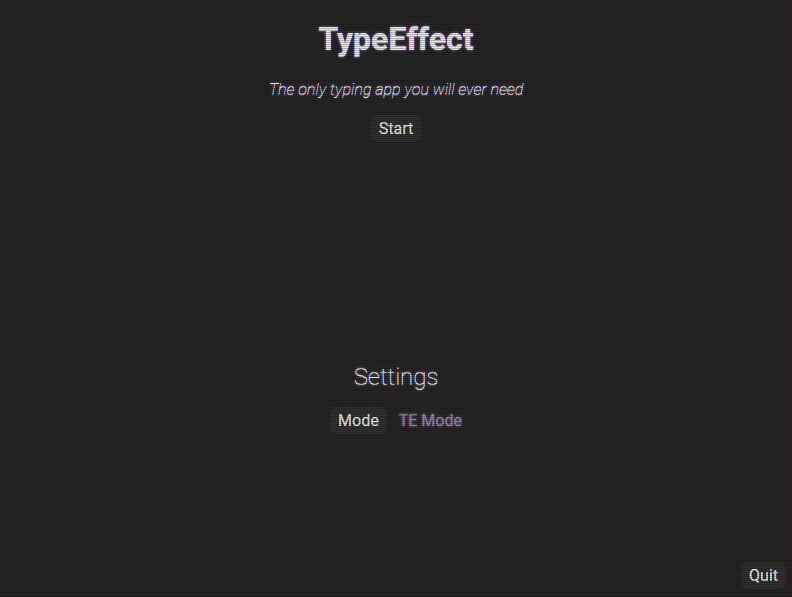 TypeEffect
The only typing app you will ever need
Start
Settings
Mode TE Mode
Quit